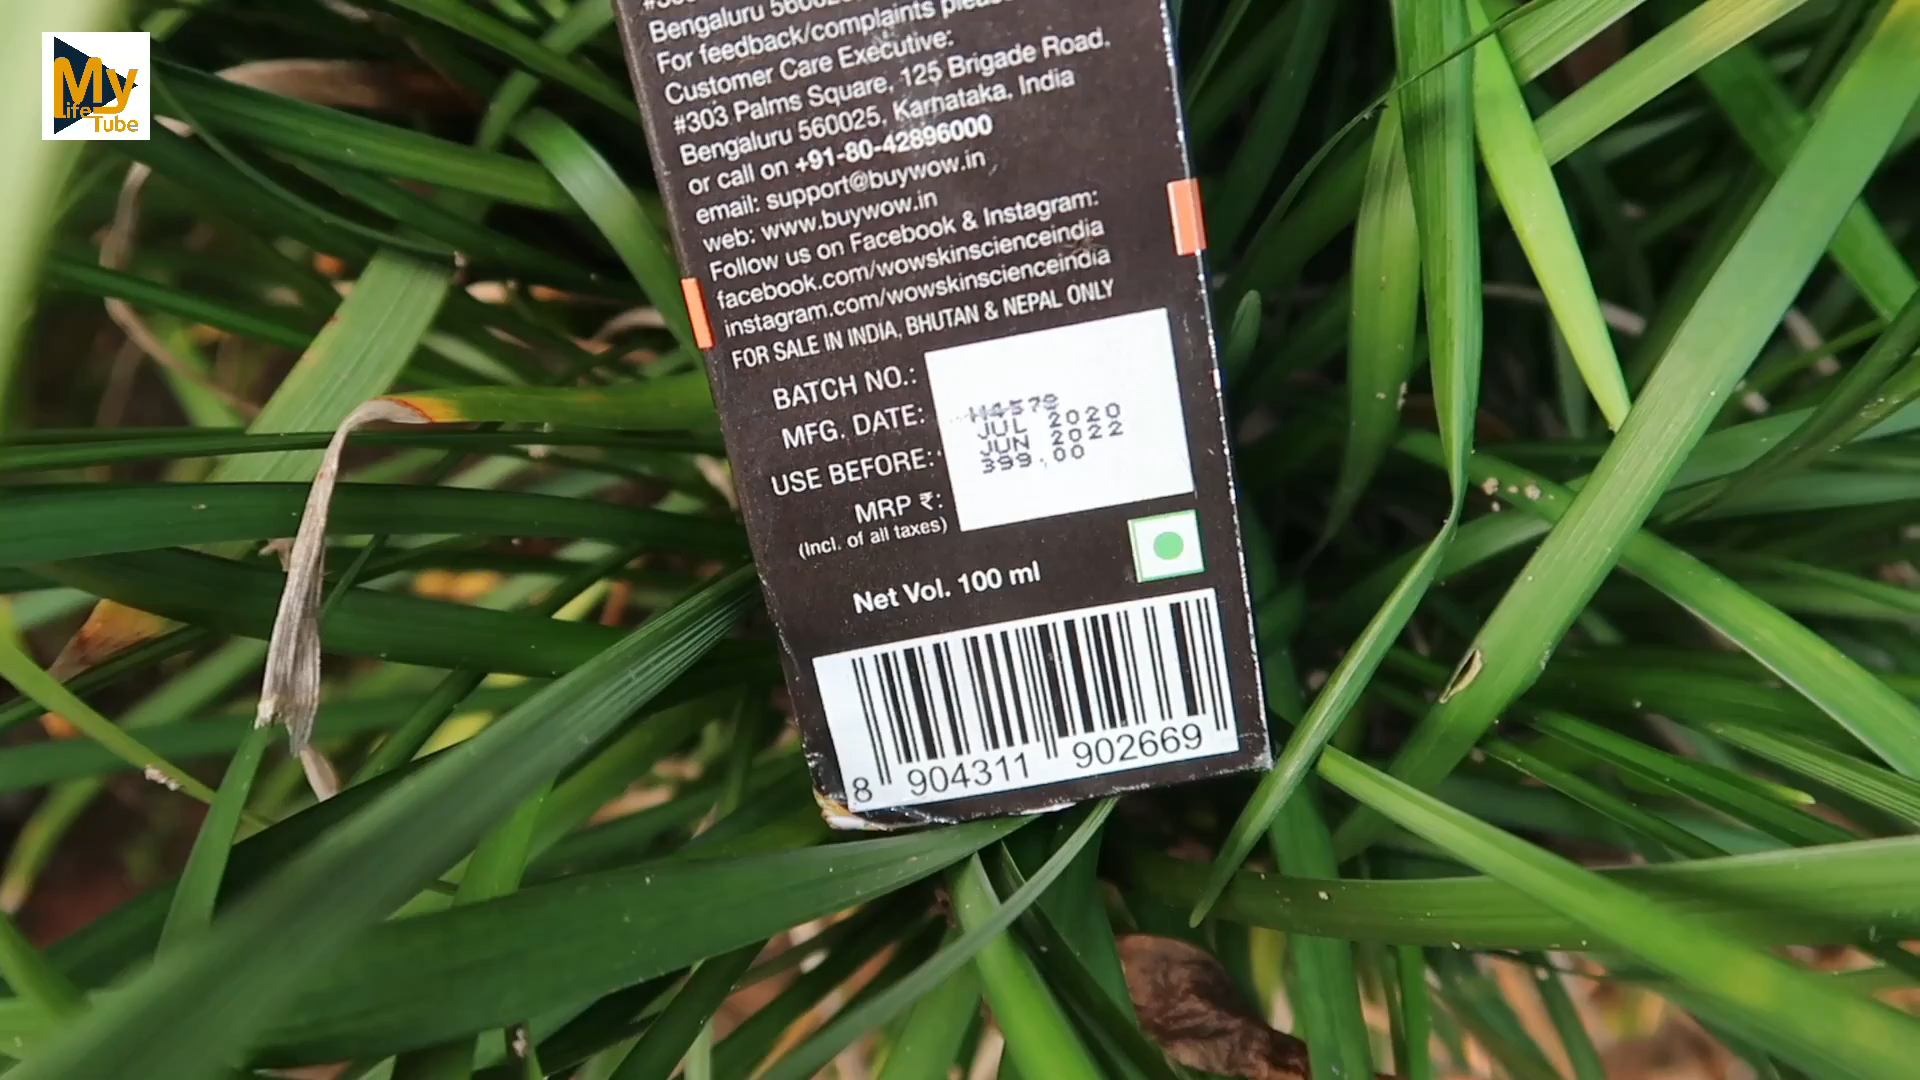 My
life
Tube
Bengaluru
For feedback/complaints
Customer Care Executive:
#303 Palms Square, 125 Brigade Road,
Bengaluru 560025, Karnataka, India
or call on +91-80-42896000
email: support@buywow.in
web: www.buywow.in
Follow us on Facebook & Instagram:
facebook.com/wowskinscienceindia
instagram.com/wowskinscienceindia
FOR SALE IN INDIA, BHUTAN & NEPAL ONLY
BATCH NO.:
MFG. DATE: JUL 2020
USE BEFORE: JUN 2022
MRP ₹: 399.00
(Incl. of all taxes)
Net Vol. 100 ml
8 904311 902669